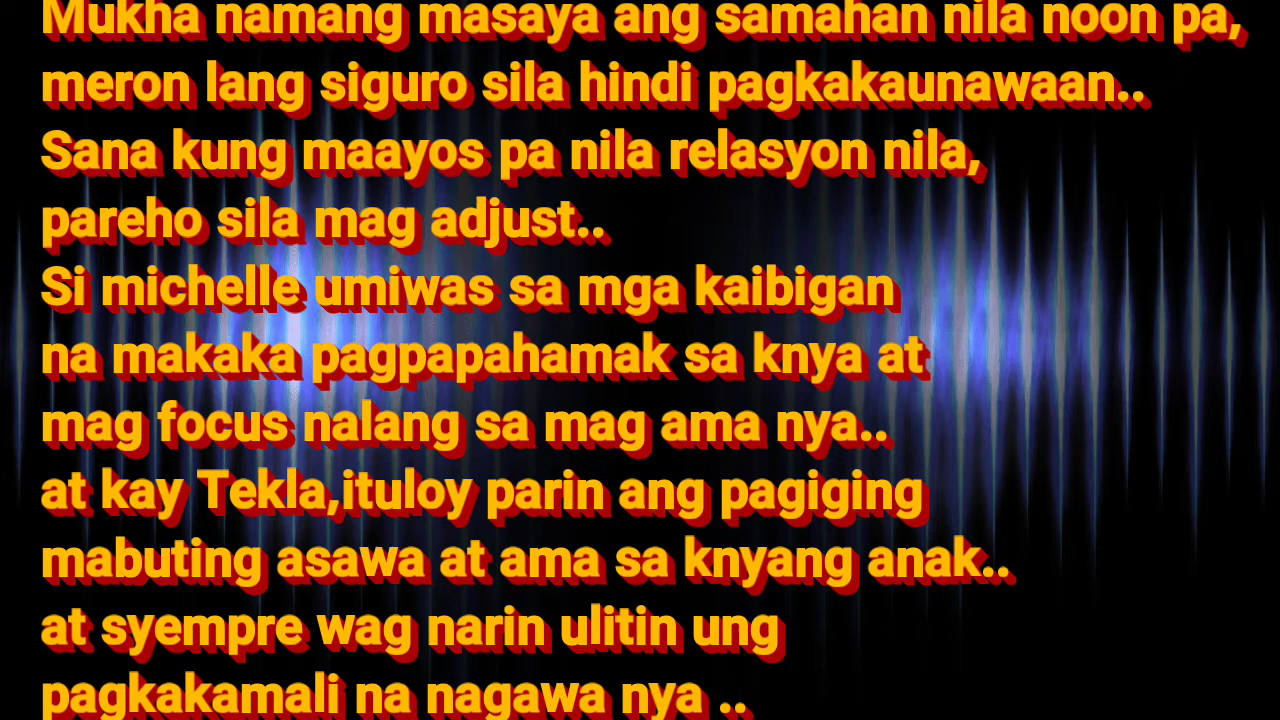 Mukha namang masaya ang samahan nila noon pa,
meron lang siguro sila hindi pagkakaunawaan..
Sana kung maayos pa nila relasyon nila,
pareho sila mag adjust..
Si michelle umiwas sa mga kaibigan
na makaka pagpapahamak sa knya at
mag focus nalang sa mag ama nya..
at kay Tekla,ituloy parin ang pagiging
mabuting asawa at ama sa knyang anak..
at syempre wag narin ulitin ung
pagkakamali na nagawa nya ..